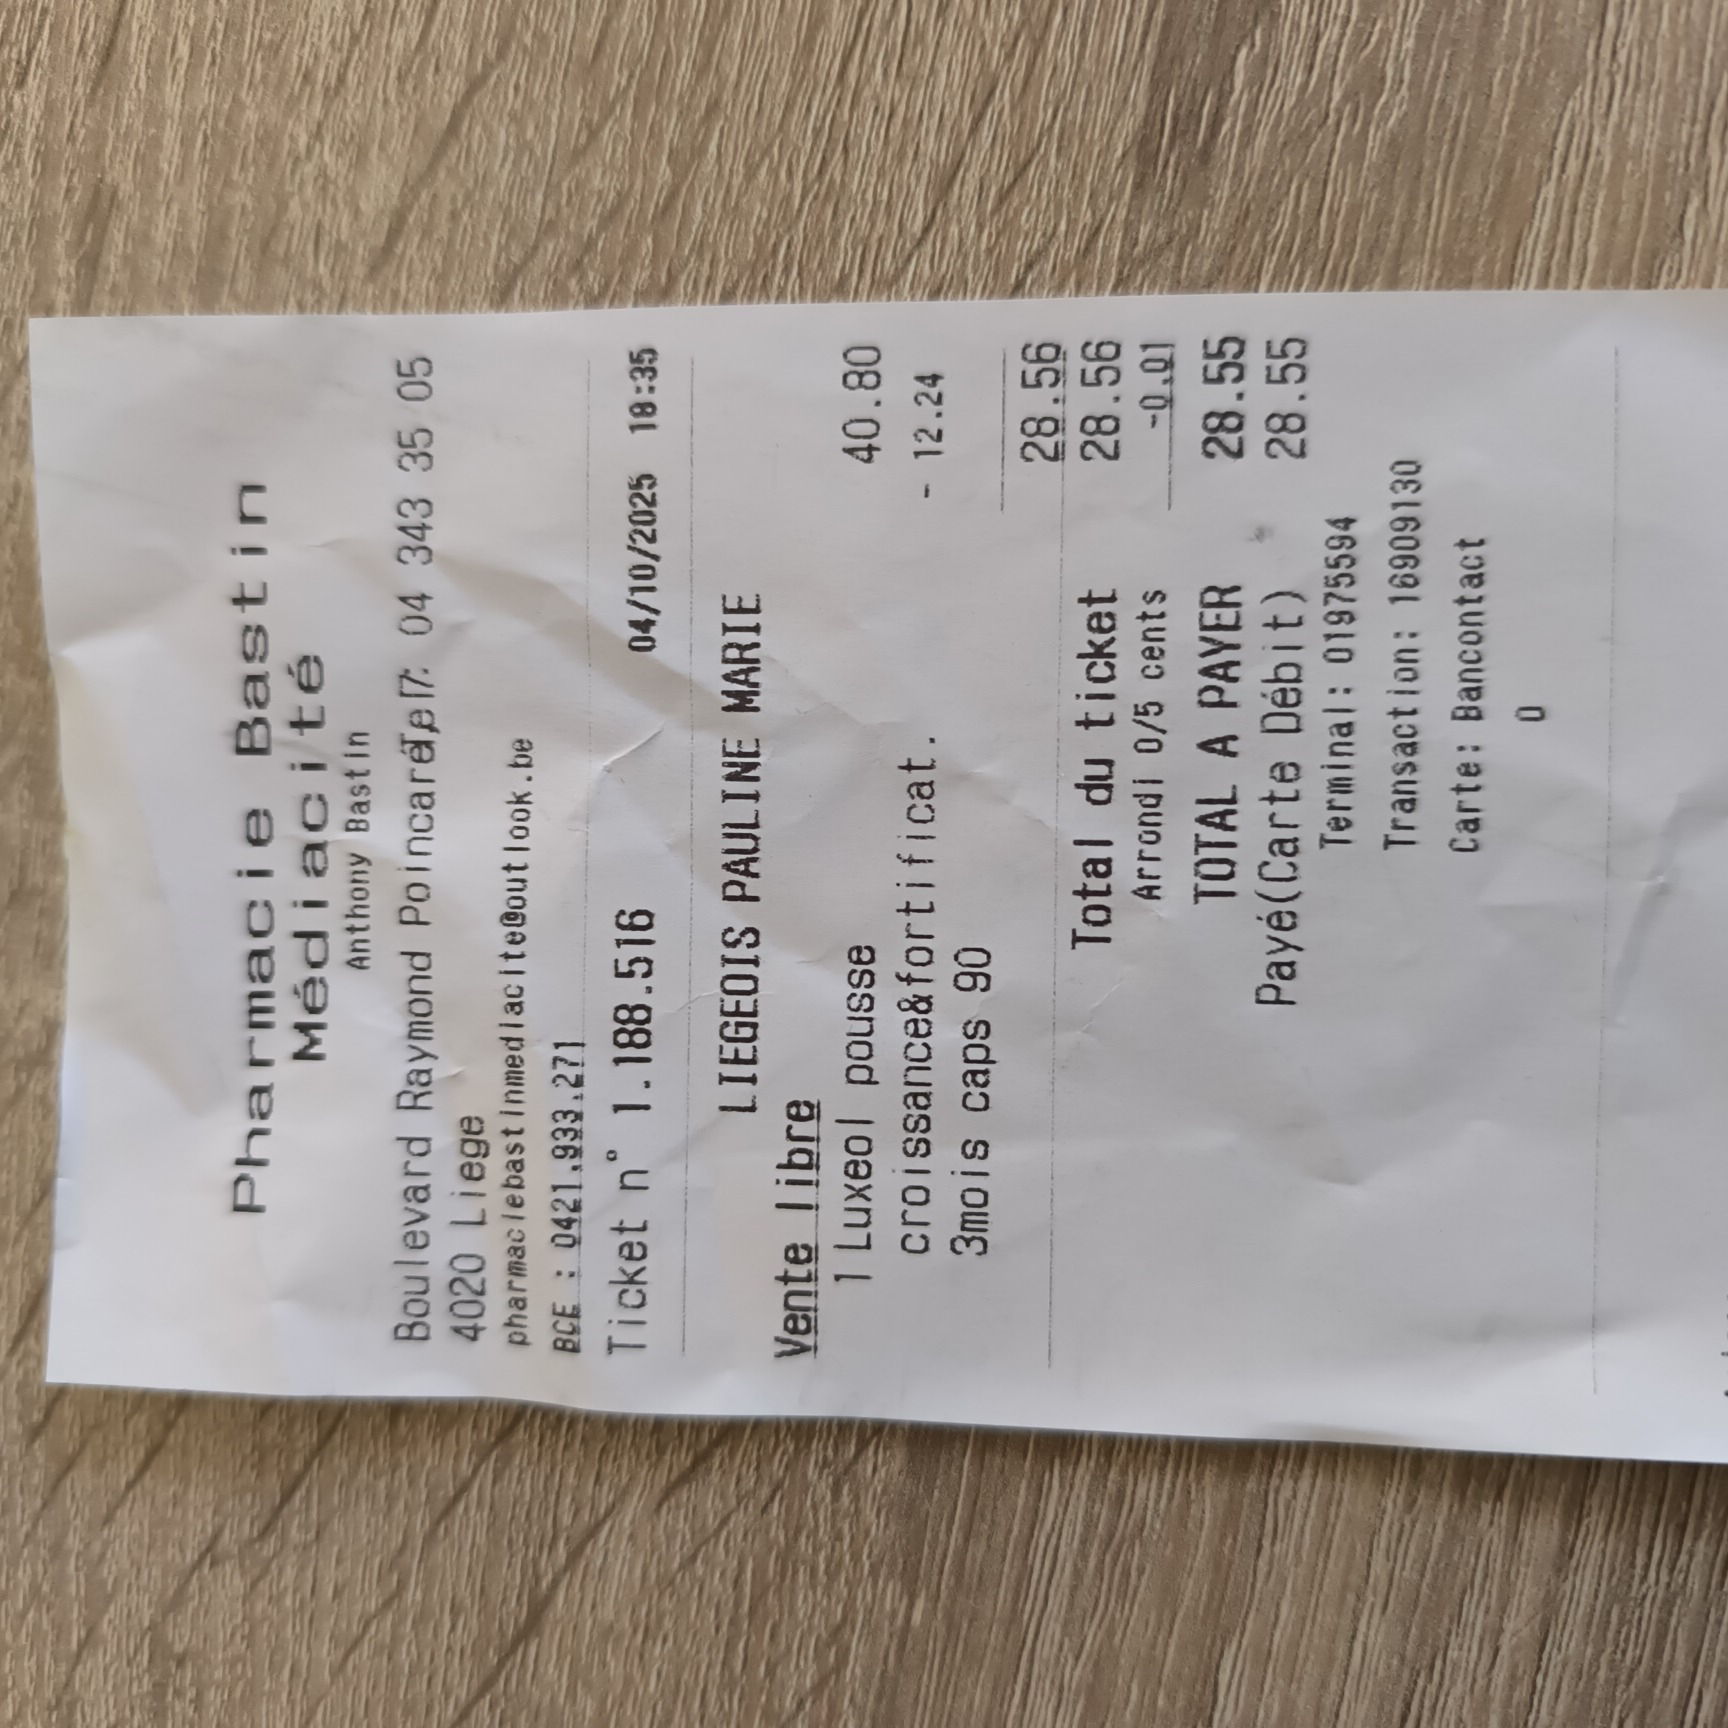 Pharmacie Bastin
Médiacité
Anthony Bastin
Boulevard Raymond Poincaré, 7: 04 343 35 05
4020 Liege
pharmaciebastinmediacite@outlook.be
BCE : 0421.933.271
Ticket n° 1.188.516 04/10/2025 18:35
LIEGEOIS PAULINE MARIE
Vente libre
1 Luxeol pousse 40.80
croissance&fortificat. - 12.24
3mois caps 90
28.56
Total du ticket 28.56
Arrondi 0/5 cents -0.01
TOTAL A PAYER 28.55
Payé(Carte Débit) 28.55
Terminal: 01975594
Transaction: 16909130
Carte: Bancontact
0